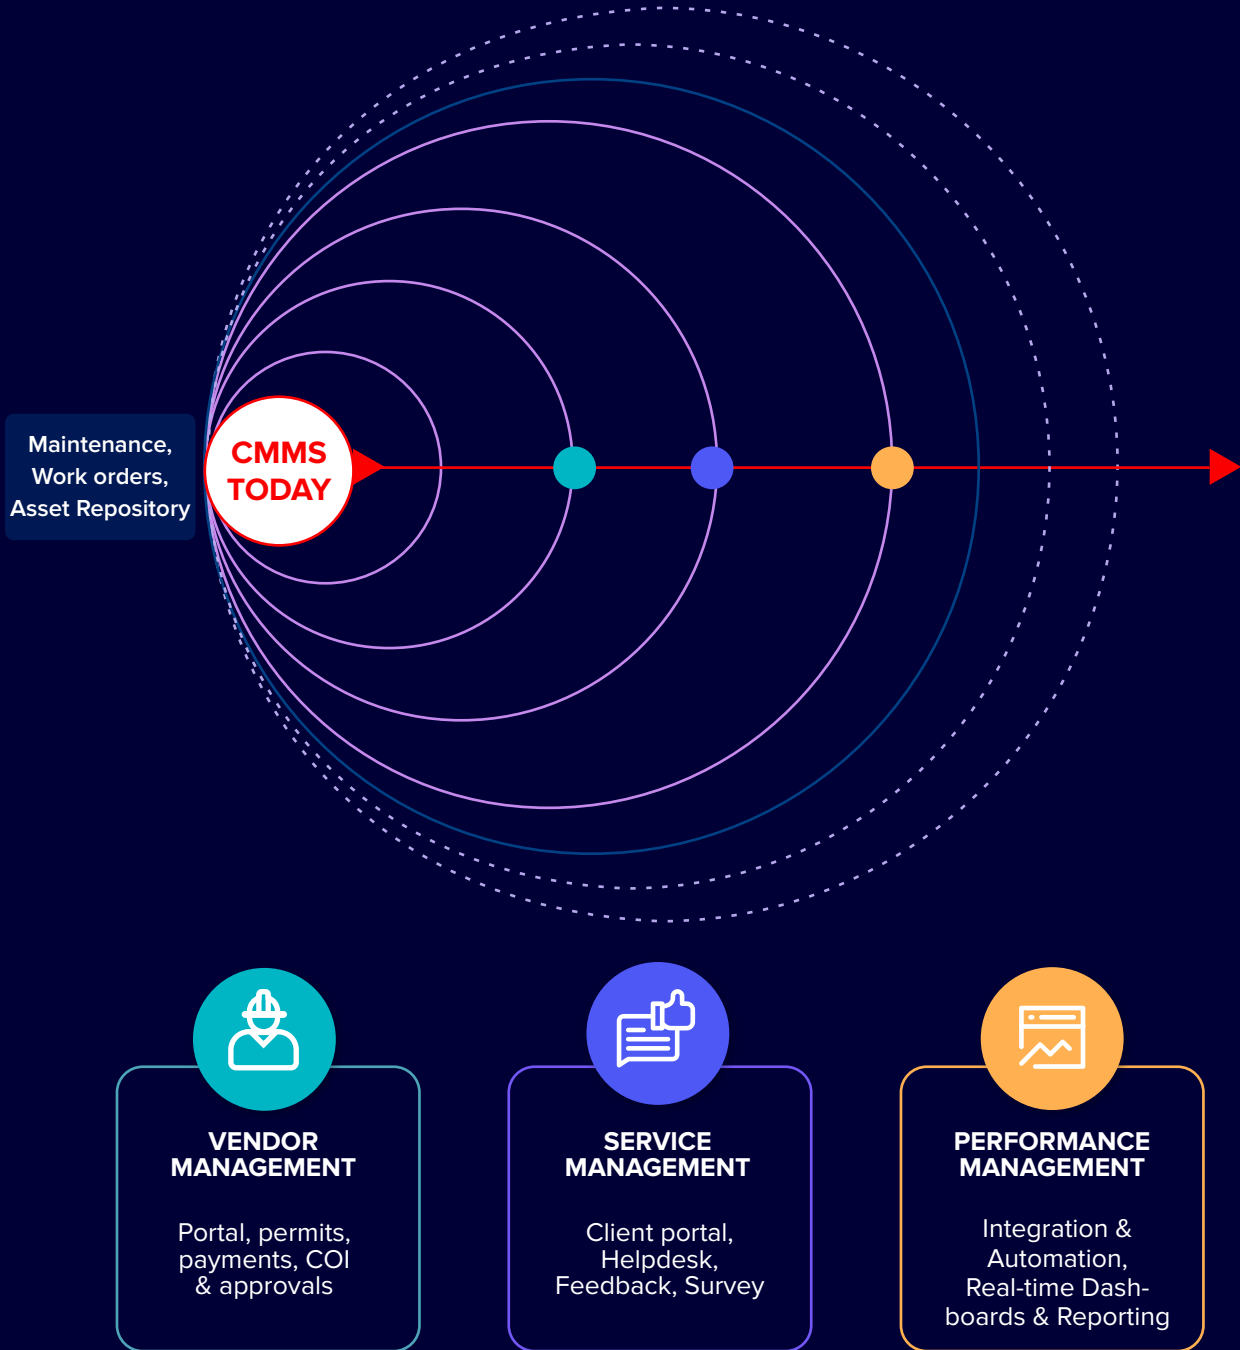 Maintenance,
Work orders,
Asset Repository
CMMS
TODAY
VENDOR
MANAGEMENT
Portal, permits,
payments, COI
& approvals
SERVICE
MANAGEMENT
Client portal,
Helpdesk,
Feedback, Survey
PERFORMANCE
MANAGEMENT
Integration &
Automation,
Real-time Dash-
boards & Reporting